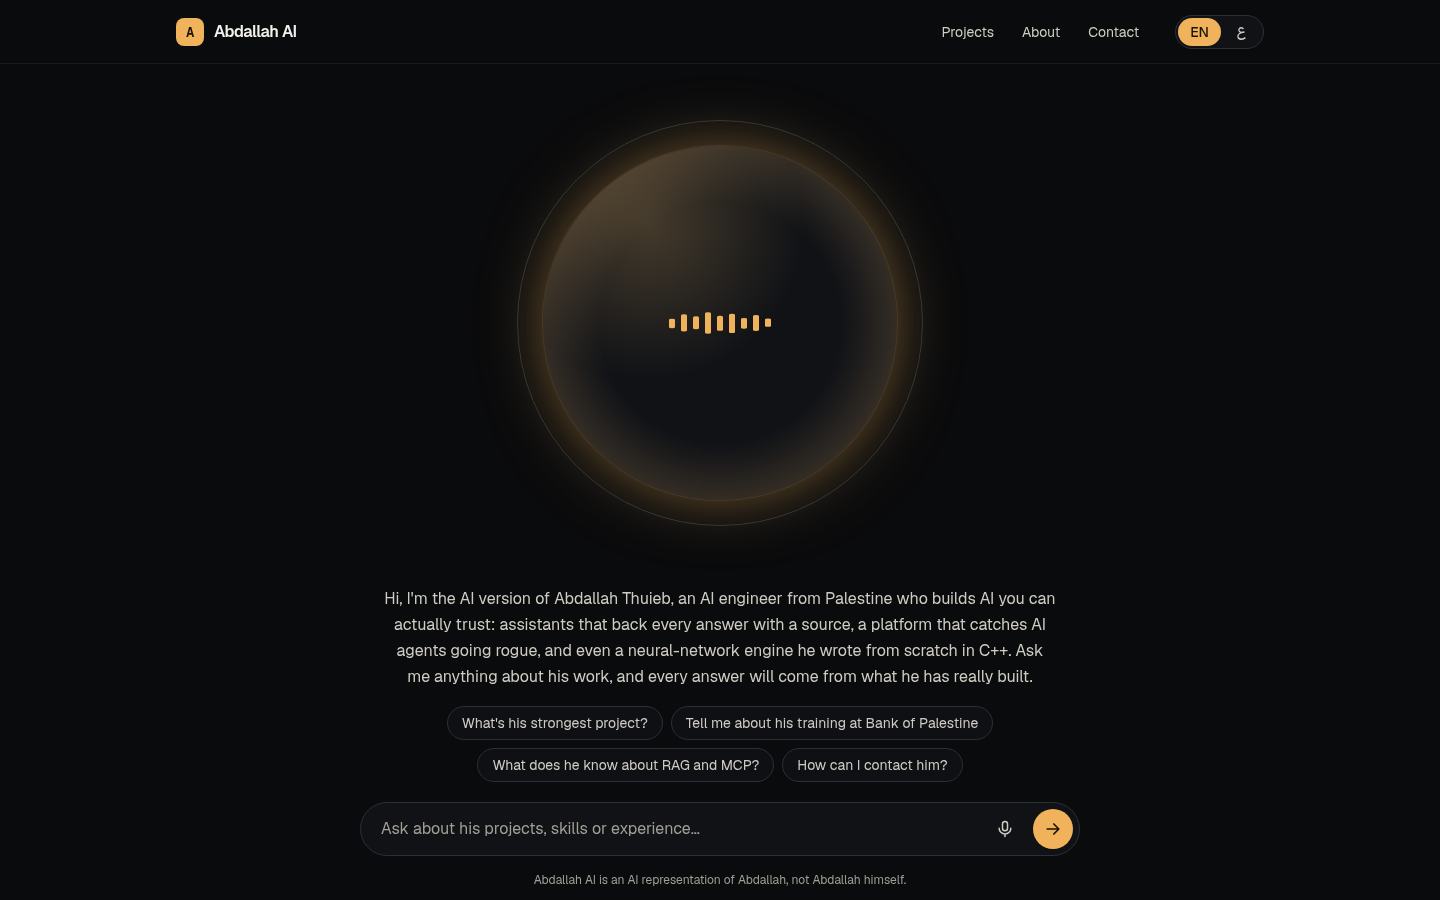 A Abdallah AI
Projects About Contact EN ع
Hi, I'm the AI version of Abdallah Thuieb, an AI engineer from Palestine who builds AI you can
actually trust: assistants that back every answer with a source, a platform that catches AI
agents going rogue, and even a neural-network engine he wrote from scratch in C++. Ask
me anything about his work, and every answer will come from what he has really built.
What's his strongest project? Tell me about his training at Bank of Palestine
What does he know about RAG and MCP? How can I contact him?
Ask about his projects, skills or experience...
Abdallah AI is an AI representation of Abdallah, not Abdallah himself.